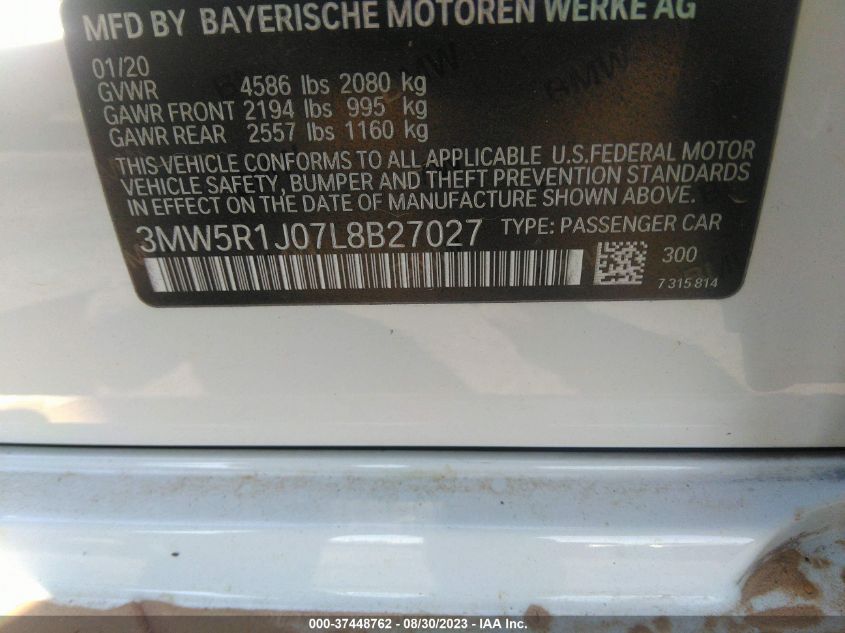 MFD BY BAYERISCHE MOTOREN WERKE AG
01/20
GVWR 4586 lbs 2080 kg
GAWR FRONT 2194 lbs 995 kg
GAWR REAR 2557 lbs 1160 kg
THIS VEHICLE CONFORMS TO ALL APPLICABLE U.S.FEDERAL MOTOR
VEHICLE SAFETY, BUMPER AND THEFT PREVENTION STANDARDS
IN EFFECT ON THE DATE OF MANUFACTURE SHOWN ABOVE.
3MW5R1J07L8B27027 TYPE: PASSENGER CAR
300
7 315 814
000-37448762 - 08/30/2023 - IAA Inc.